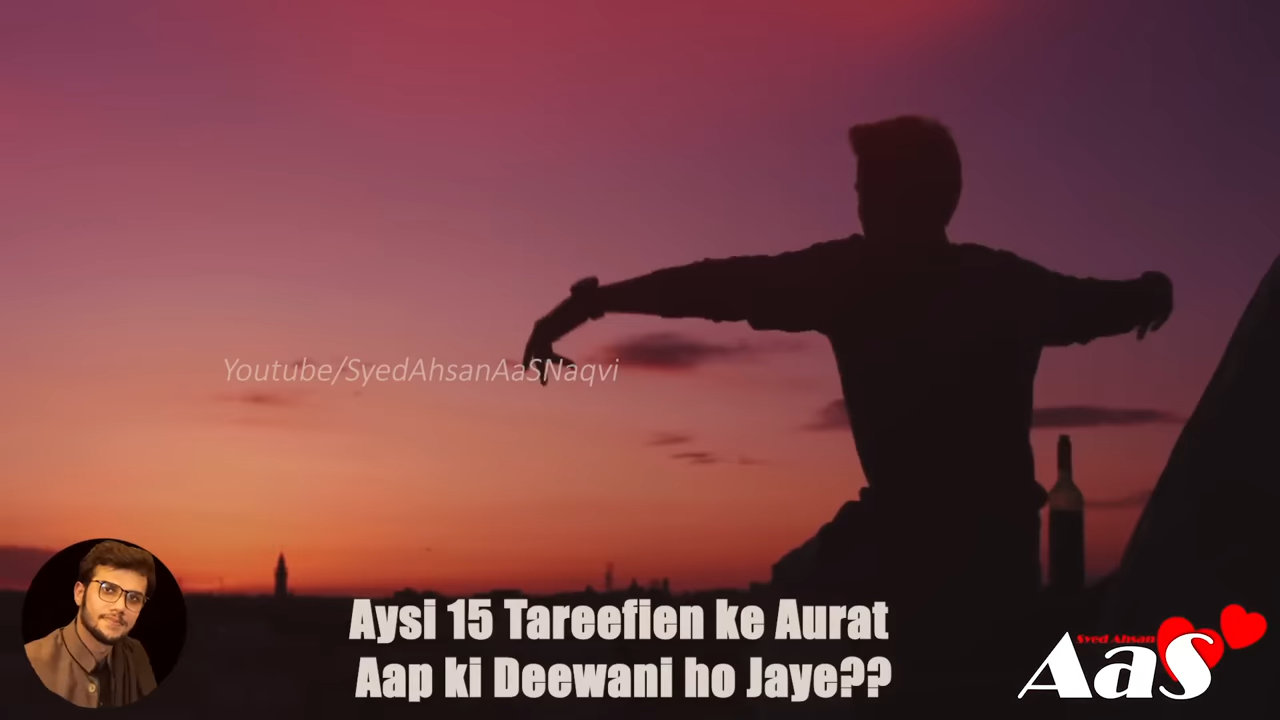 Youtube/SyedAhsanAaSNaqvi
Aysi 15 Tareefien ke Aurat
Aap ki Deewani ho Jaye??
Syed Ahsan
AaS